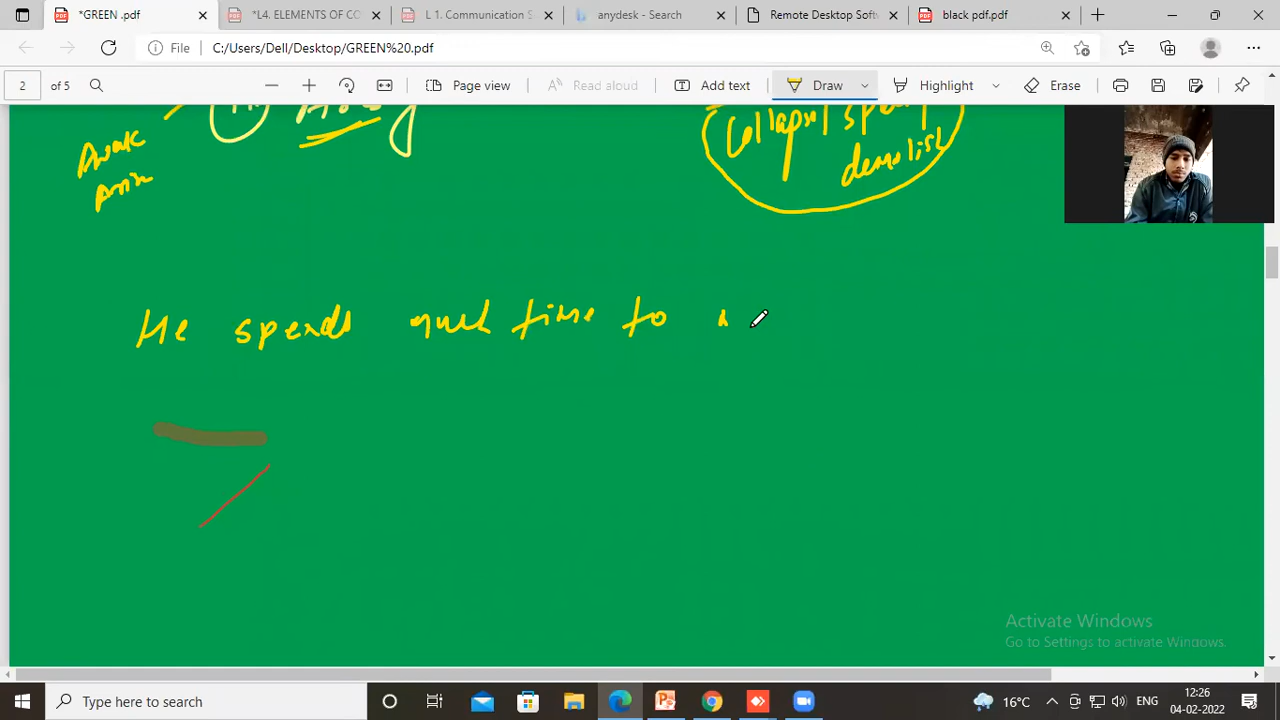 *GREEN .pdf
*L4. ELEMENTS OF CO
L 1. Communication S
anydesk - Search
Remote Desktop Softw
black pdf.pdf
File C:/Users/Dell/Desktop/GREEN%20.pdf
2 of 5 Page view Read aloud Add text Draw Highlight Erase
collapse
demolish
He spends much time to
Activate Windows
Go to Settings to activate Windows.
Type here to search
16°C ENG 12:26
04-02-2022